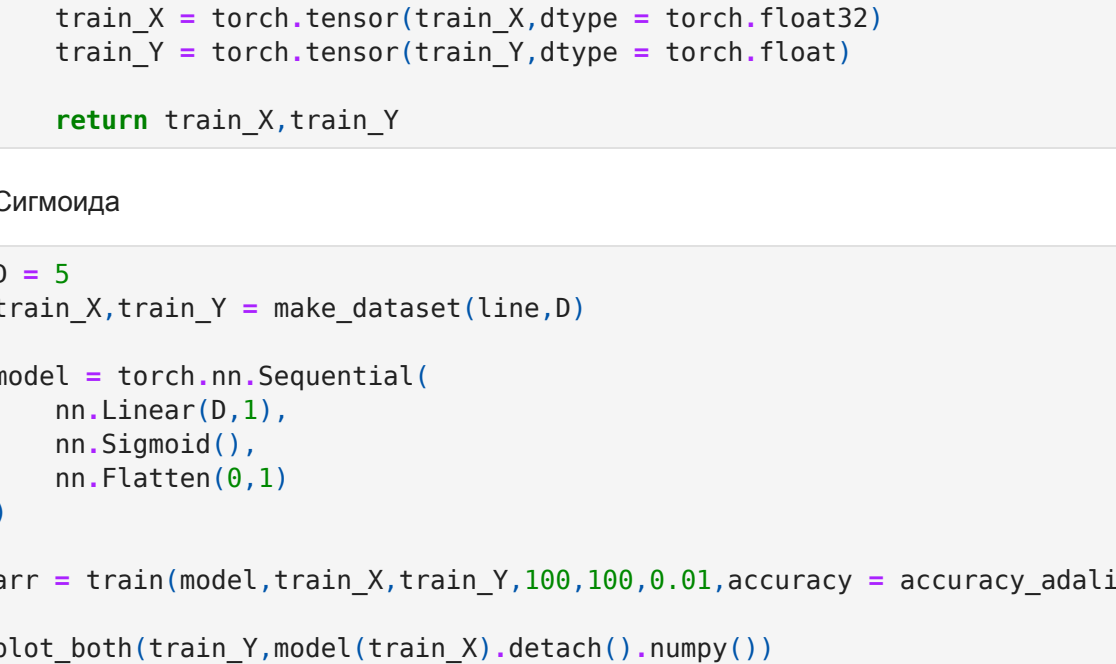 train_X = torch.tensor(train_X,dtype = torch.float32)
train_Y = torch.tensor(train_Y,dtype = torch.float)
return train_X,train_Y
Сигмоида
D = 5
train_X,train_Y = make_dataset(line,D)
model = torch.nn.Sequential(
nn.Linear(D,1),
nn.Sigmoid(),
nn.Flatten(0,1)
)
arr = train(model,train_X,train_Y,100,100,0.01,accuracy = accuracy_adali
plot_both(train_Y,model(train_X).detach().numpy())